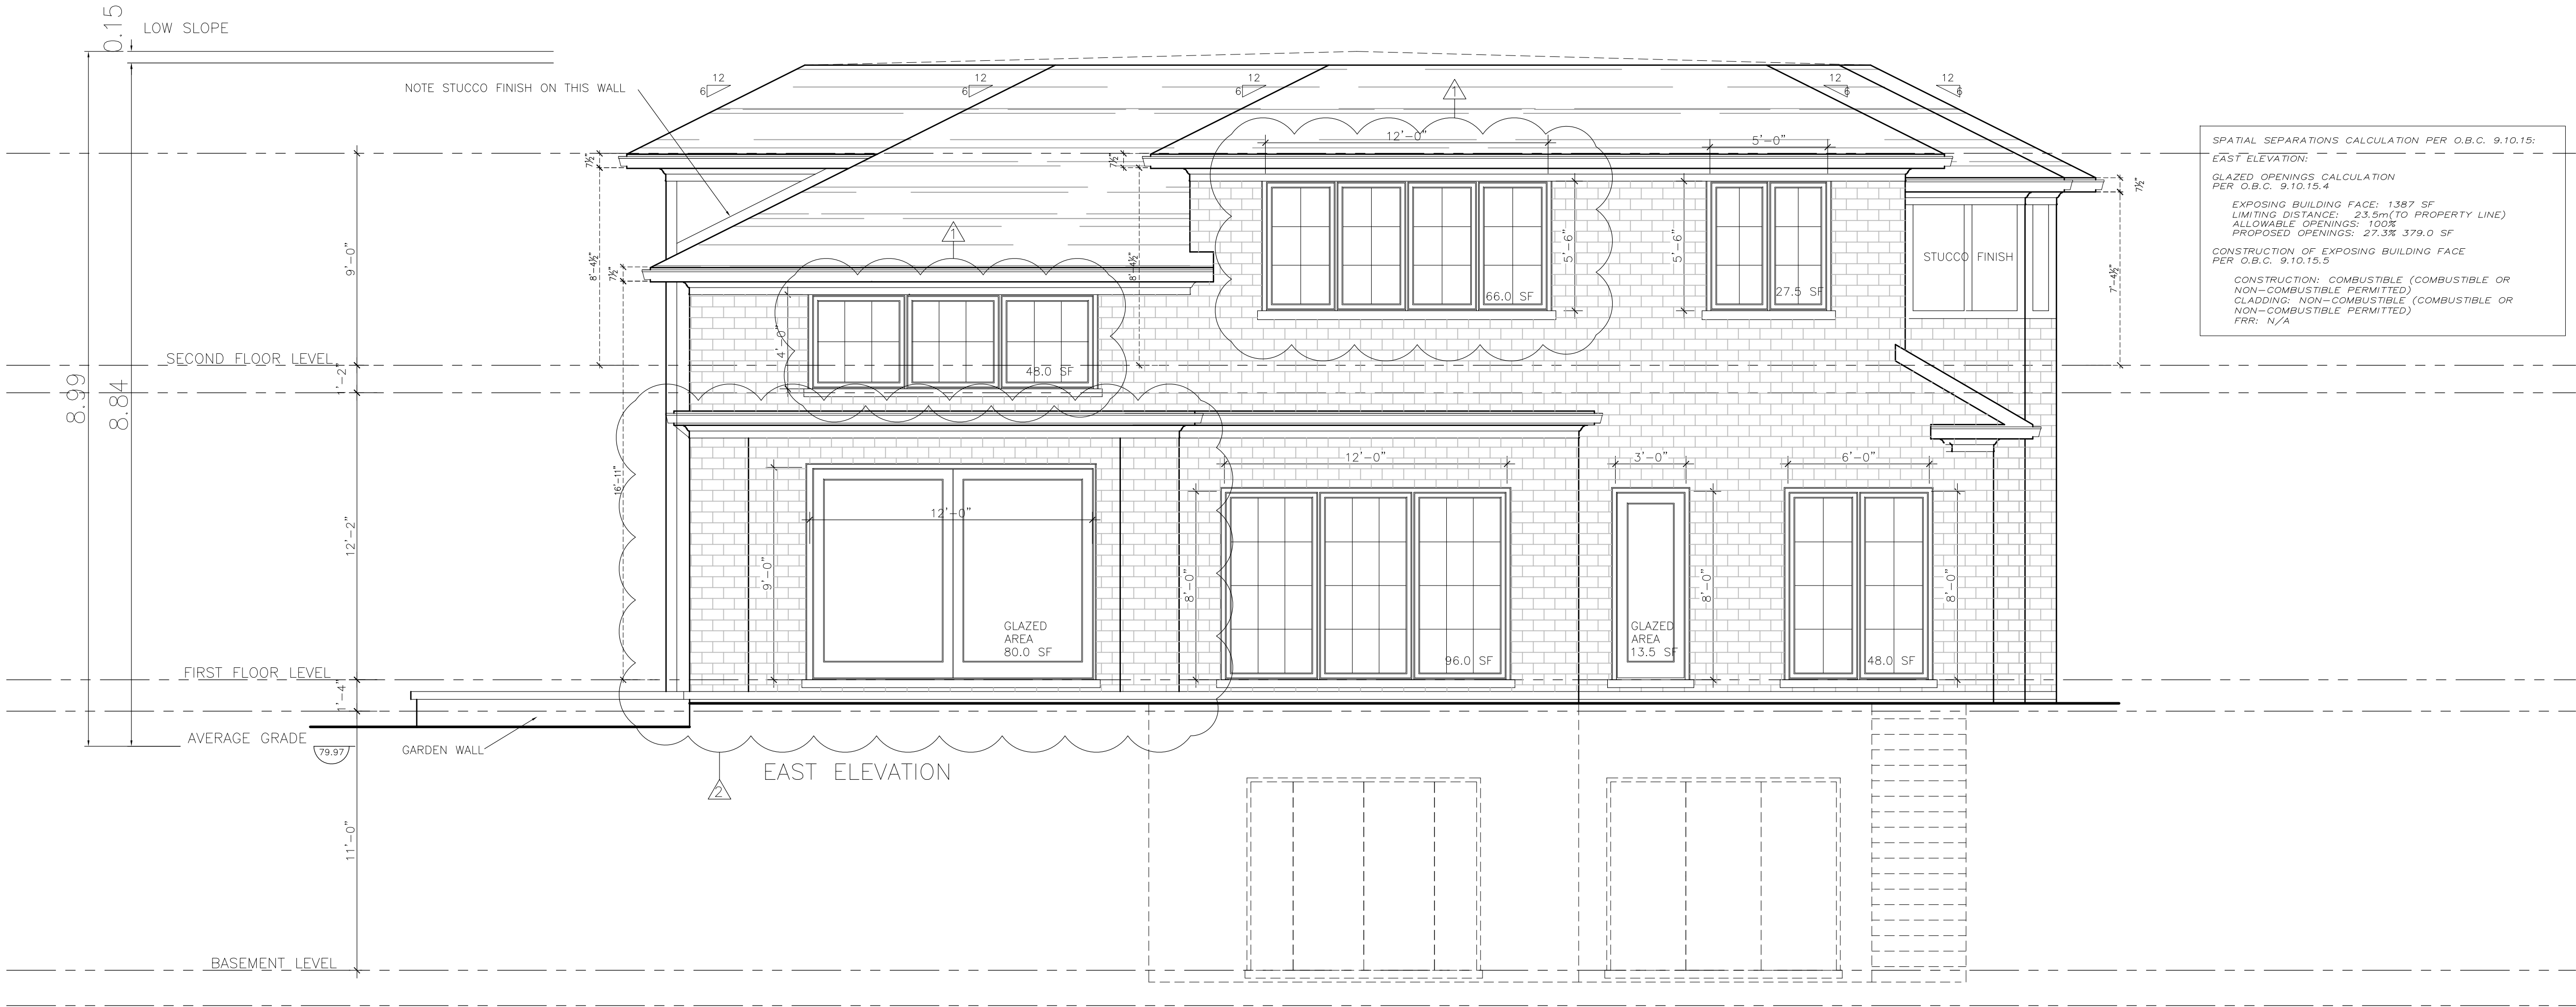 0.15
LOW SLOPE
NOTE STUCCO FINISH ON THIS WALL
12
6
12
6
12
6
1
12
6
12
6
12'-0"
5'-0"
7½"
7½"
7½"
SPATIAL SEPARATIONS CALCULATION PER O.B.C. 9.10.15:
EAST ELEVATION:
GLAZED OPENINGS CALCULATION
PER O.B.C. 9.10.15.4
EXPOSING BUILDING FACE: 1387 SF
LIMITING DISTANCE: 23.5m(TO PROPERTY LINE)
ALLOWABLE OPENINGS: 100%
PROPOSED OPENINGS: 27.3% 379.0 SF
CONSTRUCTION OF EXPOSING BUILDING FACE
PER O.B.C. 9.10.15.5
CONSTRUCTION: COMBUSTIBLE (COMBUSTIBLE OR
NON-COMBUSTIBLE PERMITTED)
CLADDING: NON-COMBUSTIBLE (COMBUSTIBLE OR
NON-COMBUSTIBLE PERMITTED)
FRR: N/A
9'-0"
8'-4½"
7½"
1
8'-4½"
5'-6"
5'-6"
STUCCO FINISH
7'-4½"
66.0 SF
27.5 SF
4'-0"
48.0 SF
SECOND FLOOR LEVEL
1'-2"
8.99
8.84
16'-11"
12'-2"
12'-0"
9'-0"
GLAZED
AREA
80.0 SF
12'-0"
8'-0"
96.0 SF
3'-0"
8'-0"
GLAZED
AREA
13.5 SF
6'-0"
8'-0"
48.0 SF
FIRST FLOOR LEVEL
1'-4"
AVERAGE GRADE
79.97
GARDEN WALL
2
EAST ELEVATION
11'-0"
BASEMENT LEVEL